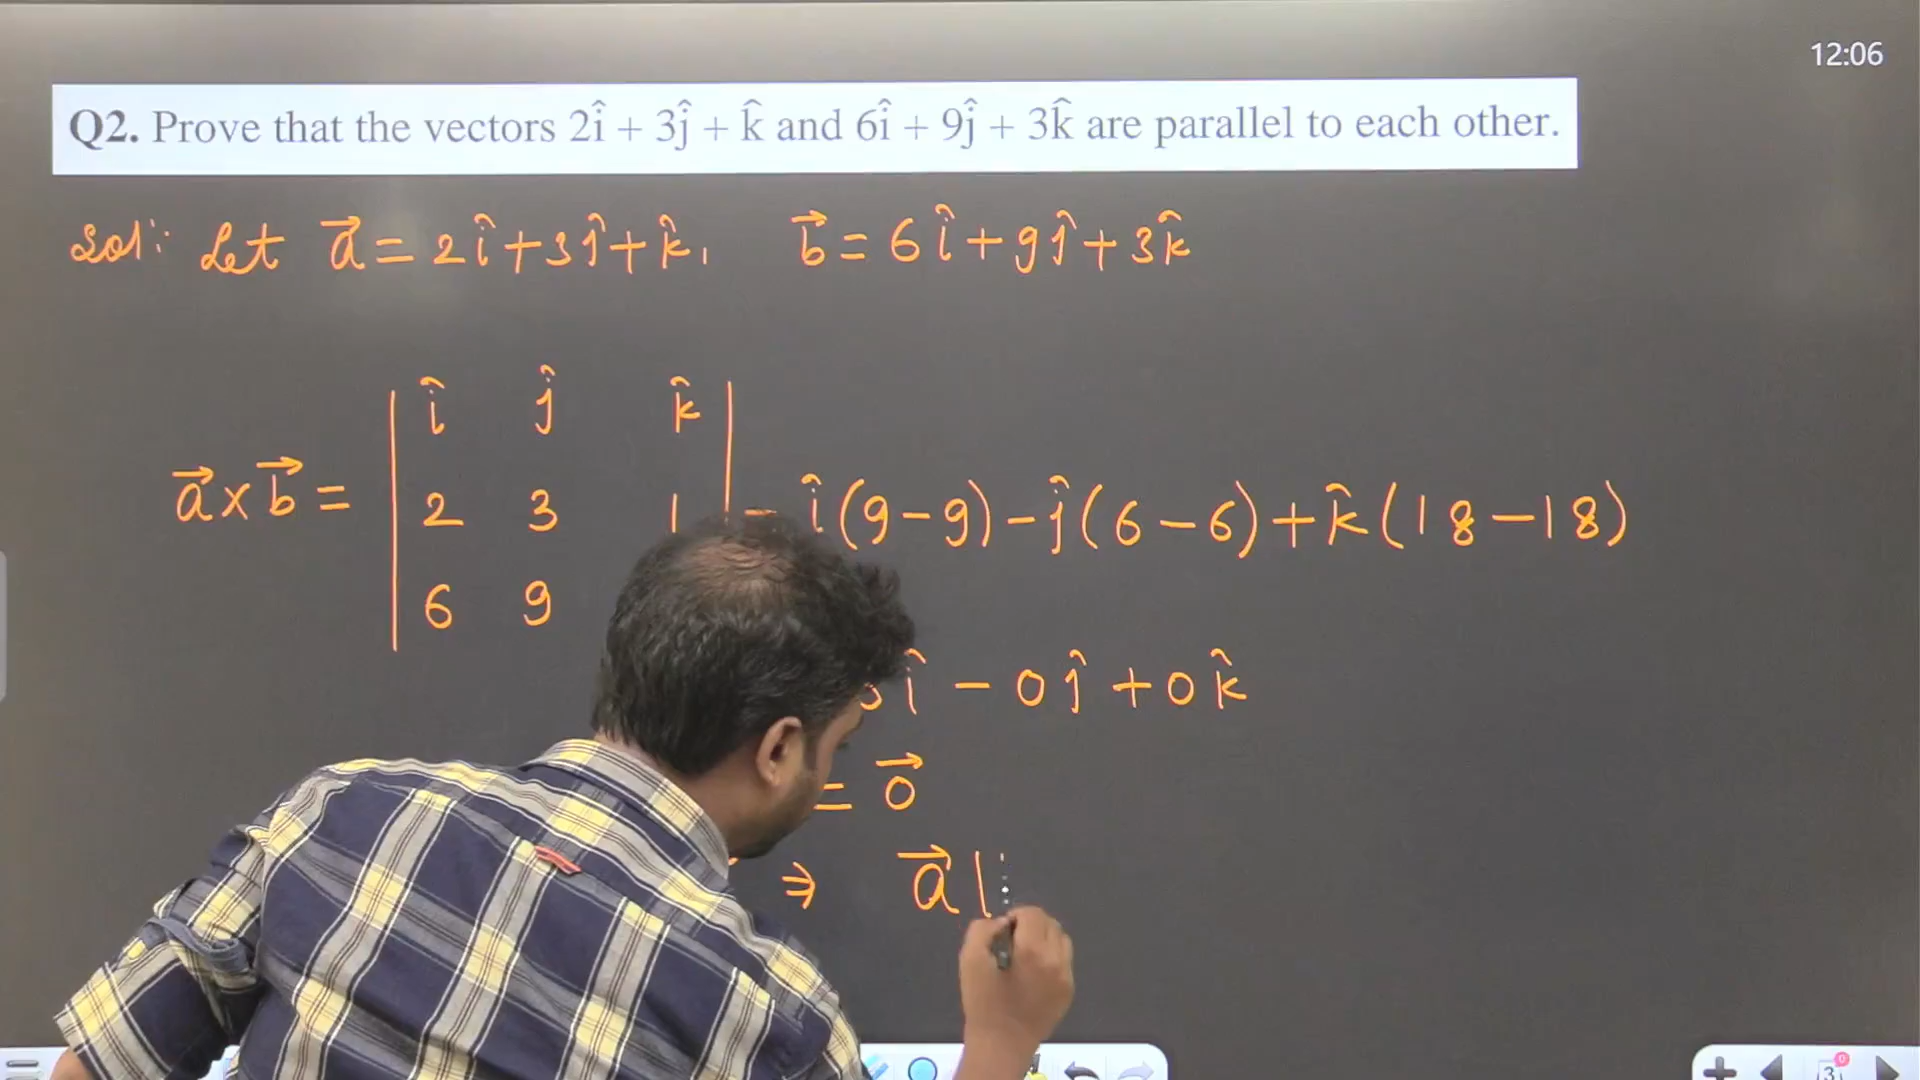 12:06
Q2. Prove that the vectors 2î + 3ĵ + k̂ and 6î + 9ĵ + 3k̂ are parallel to each other.
Sol: Let a⃗ = 2î + 3ĵ + k̂, b⃗ = 6î + 9ĵ + 3k̂
î ĵ k̂
a⃗ × b⃗ = 2 3 1 = î(9-9) - ĵ(6-6) + k̂(18-18)
6 9
0î - 0ĵ + 0k̂
= 0⃗
⇒ a⃗ |
3